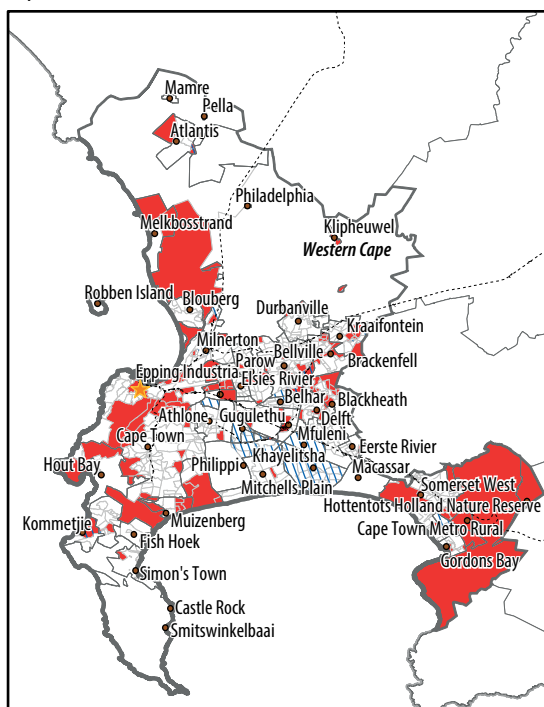 Mamre
Pella
Atlantis
Philadelphia
Melkbosstrand
Klipheuwel
Western Cape
Robben Island
Blouberg
Durbanville
Kraaifontein
Milnerton
Parow
Bellville
Brackenfell
Epping Industria
Elsies Rivier
Belhar
Blackheath
Athlone
Gugulethu
Delft
Cape Town
Mfuleni
Eerste Rivier
Hout Bay
Philippi
Khayelitsha
Macassar
Mitchells Plain
Somerset West
Hottentots Holland Nature Reserve
Kommetjie
Muizenberg
Cape Town Metro Rural
Fish Hoek
Gordons Bay
Simon's Town
Castle Rock
Smitswinkelbaai